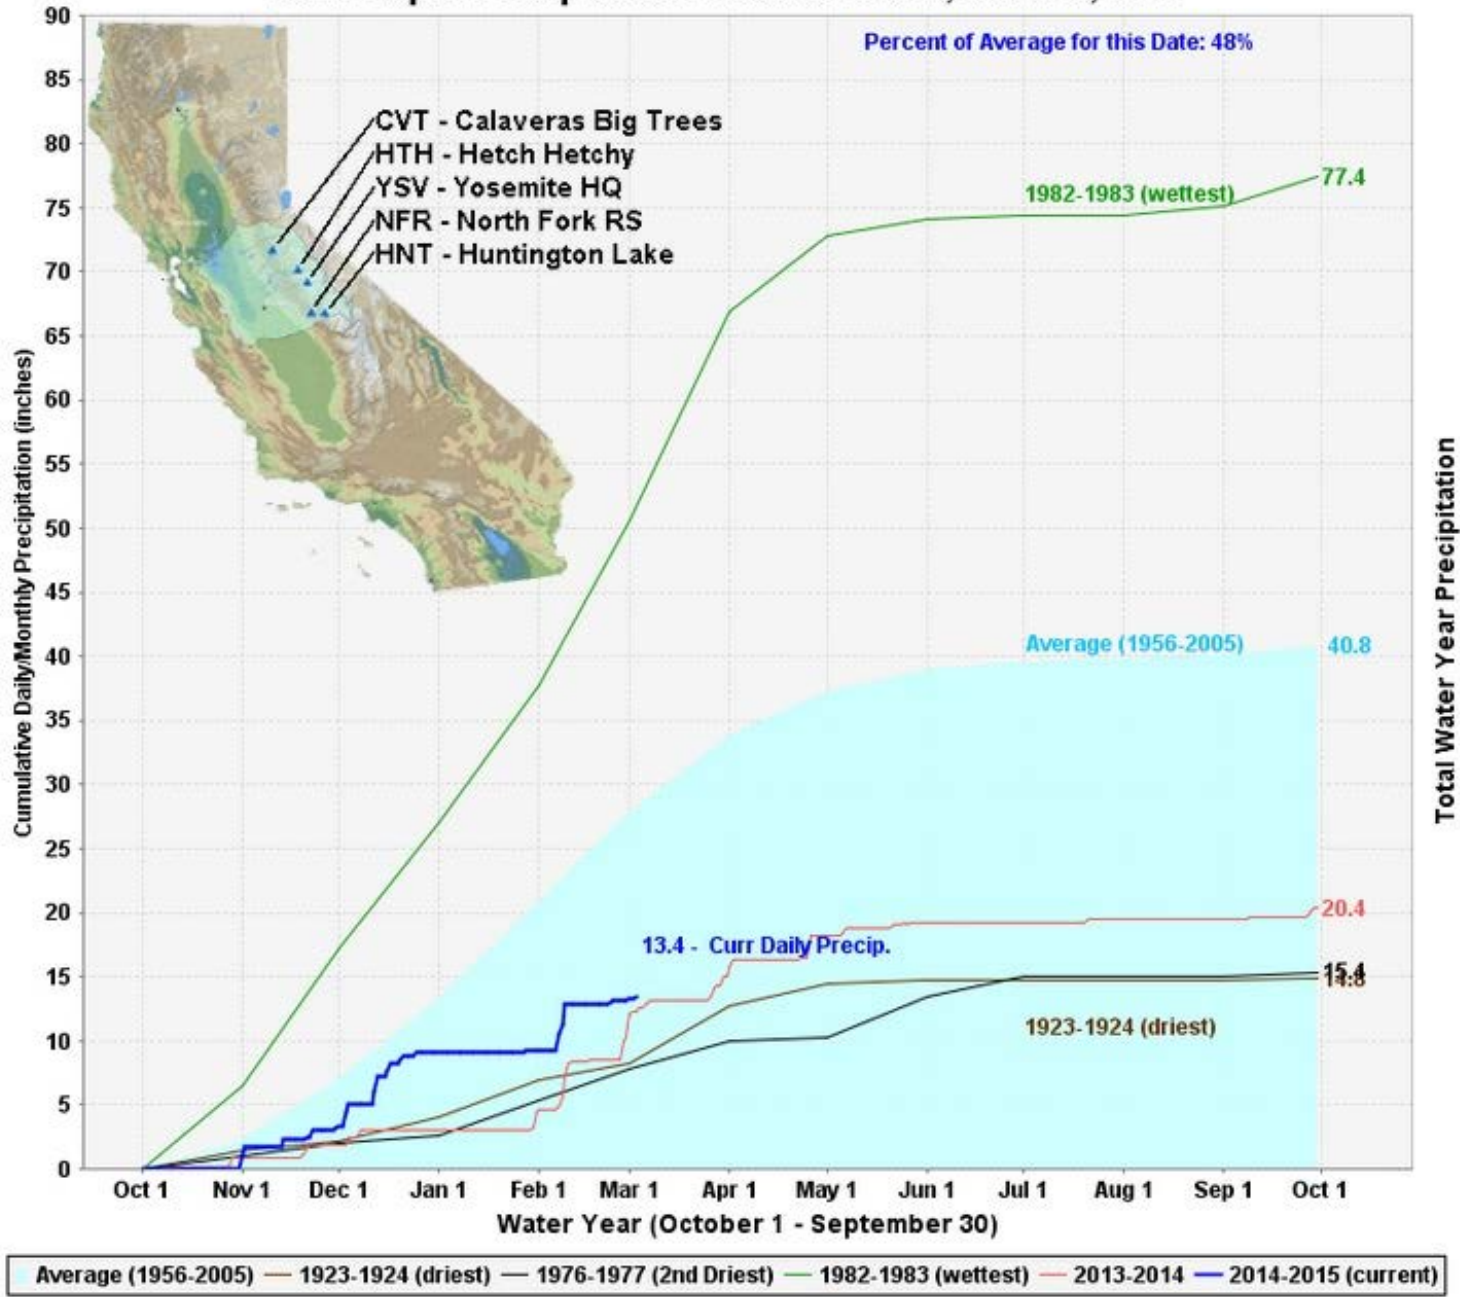 Percent of Average for this Date: 48%
CVT - Calaveras Big Trees
HTH - Hetch Hetchy
YSV - Yosemite HQ
NFR - North Fork RS
HNT - Huntington Lake
90
85
80
75
70
65
60
55
50
45
40
35
30
25
20
15
10
5
0
Cumulative Daily/Monthly Precipitation (inches)
Total Water Year Precipitation
1982-1983 (wettest)
77.4
Average (1956-2005)
40.8
20.4
13.4 - Curr Daily Precip.
15.4
14.8
1923-1924 (driest)
Oct 1 Nov 1 Dec 1 Jan 1 Feb 1 Mar 1 Apr 1 May 1 Jun 1 Jul 1 Aug 1 Sep 1 Oct 1
Water Year (October 1 - September 30)
Average (1956-2005) 1923-1924 (driest) 1976-1977 (2nd Driest) 1982-1983 (wettest) 2013-2014 2014-2015 (current)